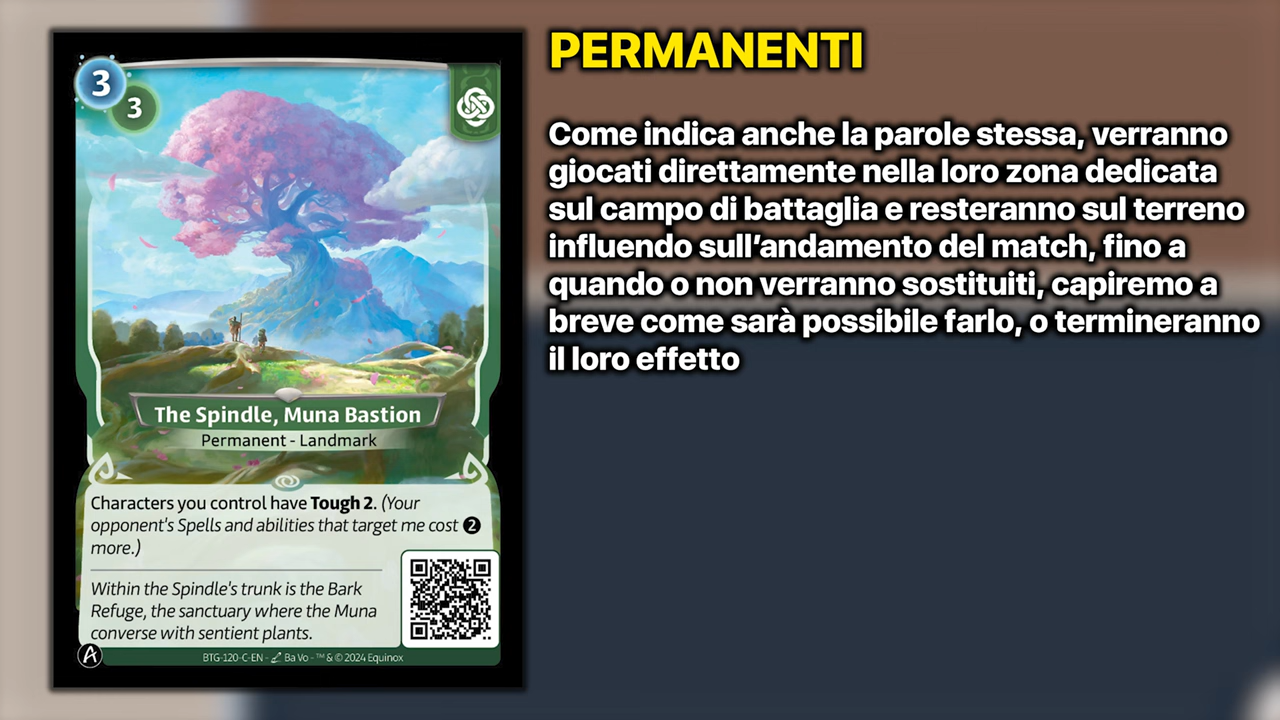 3
3
The Spindle, Muna Bastion
Permanent - Landmark
Characters you control have Tough 2. (Your
opponent's Spells and abilities that target me cost 2
more.)
Within the Spindle's trunk is the Bark
Refuge, the sanctuary where the Muna
converse with sentient plants.
A
BTG-120-C-EN - Ba Vo - ™ & © 2024 Equinox
PERMANENTI
Come indica anche la parole stessa, verranno
giocati direttamente nella loro zona dedicata
sul campo di battaglia e resteranno sul terreno
influendo sull’andamento del match, fino a
quando o non verranno sostituiti, capiremo a
breve come sarà possibile farlo, o termineranno
il loro effetto